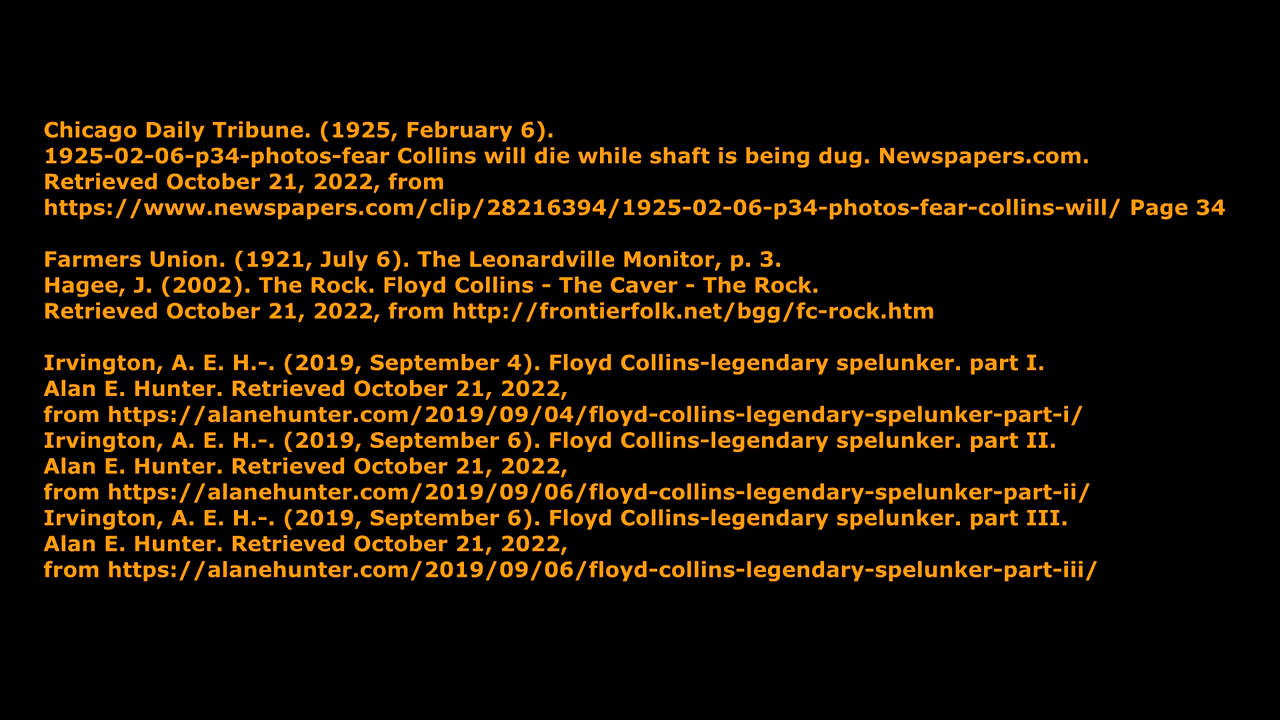 Chicago Daily Tribune. (1925, February 6).
1925-02-06-p34-photos-fear Collins will die while shaft is being dug. Newspapers.com.
Retrieved October 21, 2022, from
https://www.newspapers.com/clip/28216394/1925-02-06-p34-photos-fear-collins-will/ Page 34
Farmers Union. (1921, July 6). The Leonardville Monitor, p. 3.
Hagee, J. (2002). The Rock. Floyd Collins - The Caver - The Rock.
Retrieved October 21, 2022, from http://frontierfolk.net/bgg/fc-rock.htm
Irvington, A. E. H.-. (2019, September 4). Floyd Collins-legendary spelunker. part I.
Alan E. Hunter. Retrieved October 21, 2022,
from https://alanehunter.com/2019/09/04/floyd-collins-legendary-spelunker-part-i/
Irvington, A. E. H.-. (2019, September 6). Floyd Collins-legendary spelunker. part II.
Alan E. Hunter. Retrieved October 21, 2022,
from https://alanehunter.com/2019/09/06/floyd-collins-legendary-spelunker-part-ii/
Irvington, A. E. H.-. (2019, September 6). Floyd Collins-legendary spelunker. part III.
Alan E. Hunter. Retrieved October 21, 2022,
from https://alanehunter.com/2019/09/06/floyd-collins-legendary-spelunker-part-iii/